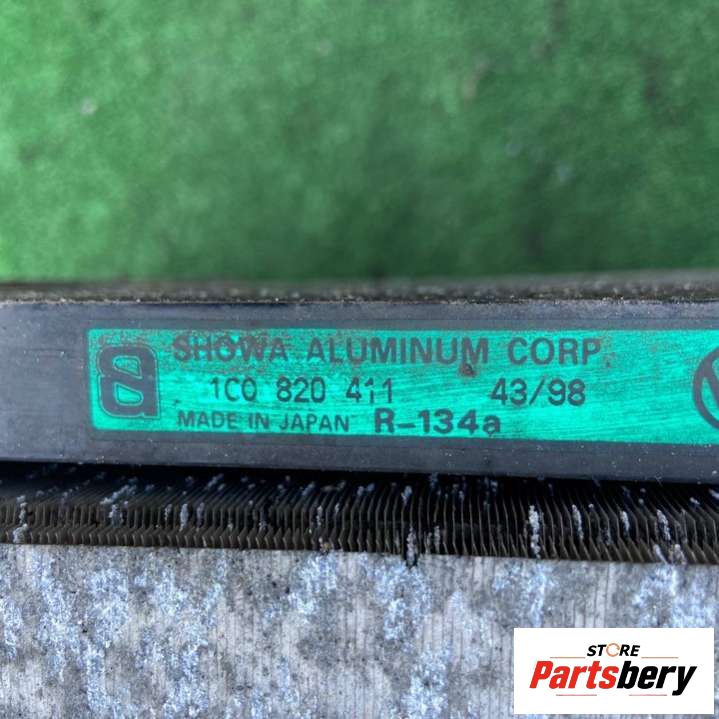 SHOWA ALUMINUM CORP.
1C0 820 411 43/98
MADE IN JAPAN R-134a
STORE
Partsbery